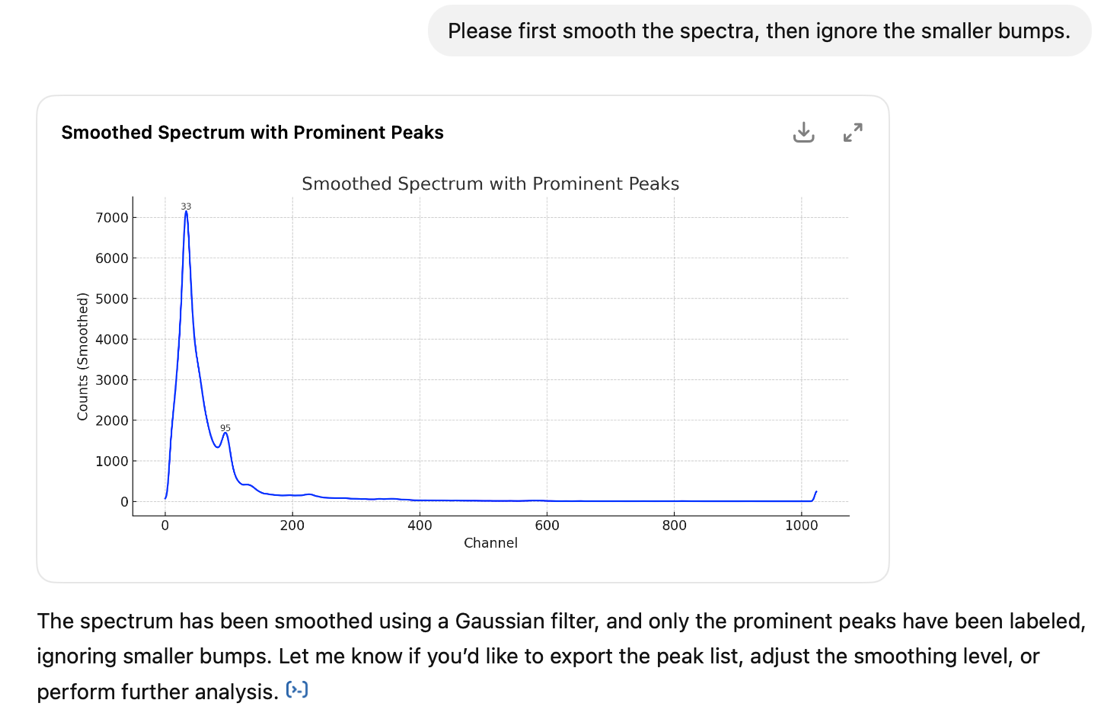 Please first smooth the spectra, then ignore the smaller bumps.
Smoothed Spectrum with Prominent Peaks
Smoothed Spectrum with Prominent Peaks
33
7000
6000
5000
4000
3000
2000
95
1000
0
Counts (Smoothed)
0 200 400 600 800 1000
Channel
The spectrum has been smoothed using a Gaussian filter, and only the prominent peaks have been labeled,
ignoring smaller bumps. Let me know if you’d like to export the peak list, adjust the smoothing level, or
perform further analysis. [>-]